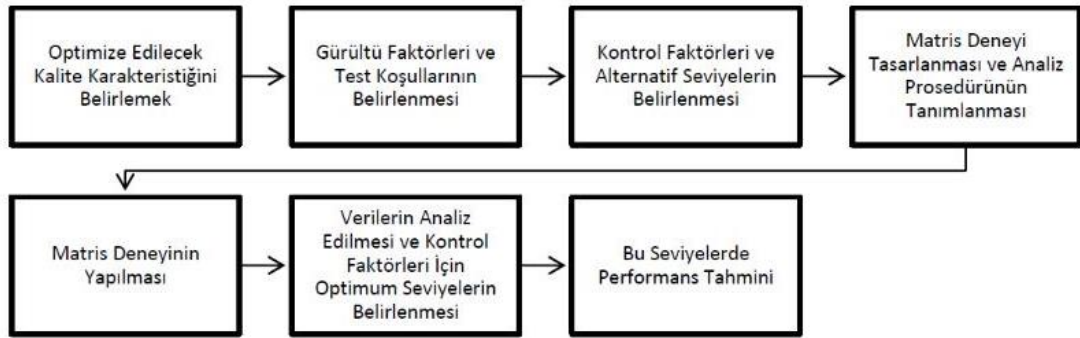 Optimize Edilecek
Kalite Karakteristiğini
Belirlemek
Gürültü Faktörleri ve
Test Koşullarının
Belirlenmesi
Kontrol Faktörleri ve
Alternatif Seviyelerin
Belirlenmesi
Matris Deneyi
Tasarlanması ve Analiz
Prosedürünün
Tanımlanması
Matris Deneyinin
Yapılması
Verilerin Analiz
Edilmesi ve Kontrol
Faktörleri İçin
Optimum Seviyelerin
Belirlenmesi
Bu Seviyelerde
Performans Tahmini